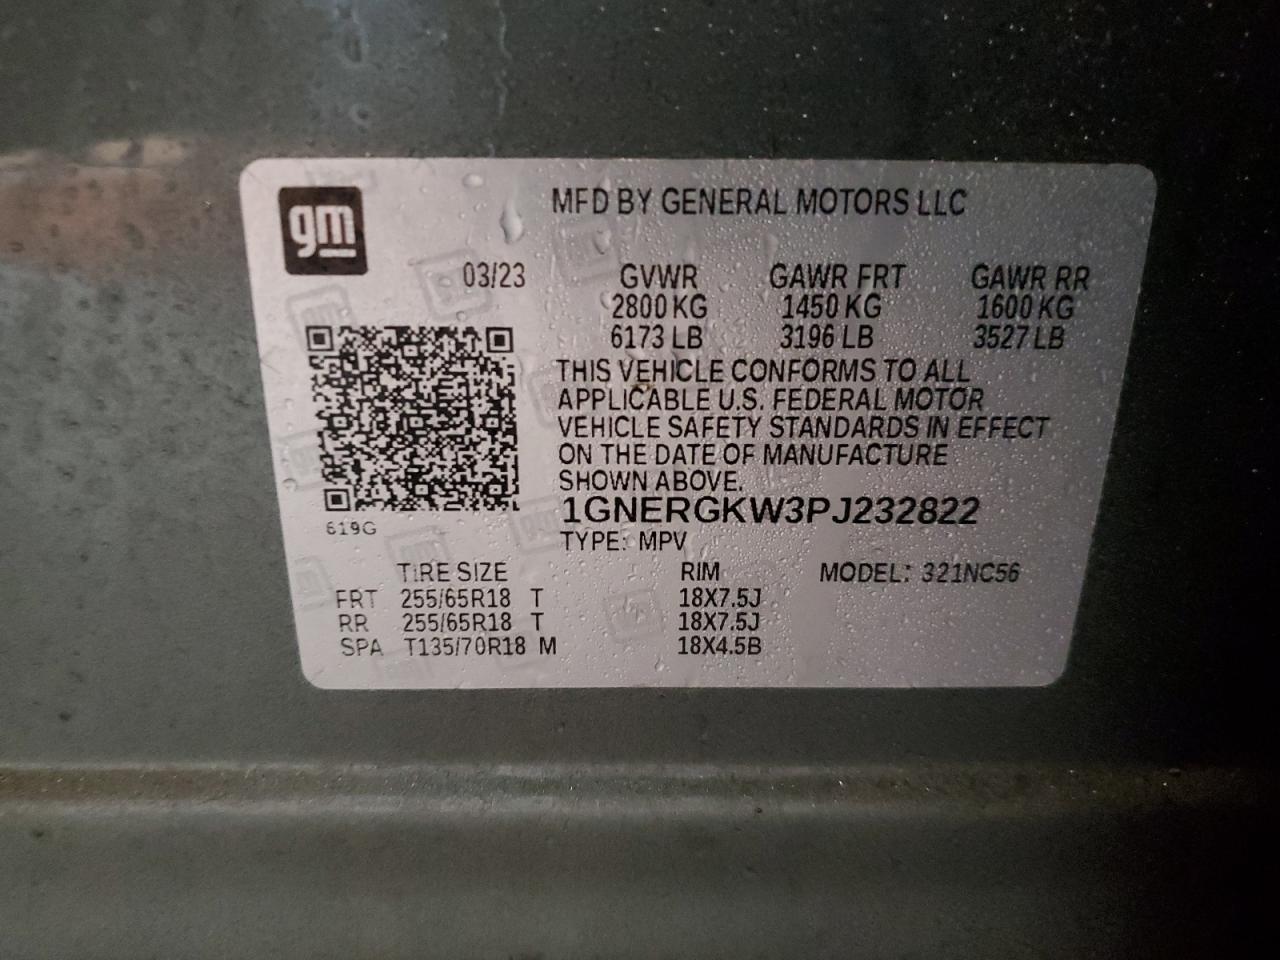 gm
MFD BY GENERAL MOTORS LLC
03/23 GVWR GAWR FRT GAWR RR
2800 KG 1450 KG 1600 KG
6173 LB 3196 LB 3527 LB
THIS VEHICLE CONFORMS TO ALL
APPLICABLE U.S. FEDERAL MOTOR
VEHICLE SAFETY STANDARDS IN EFFECT
ON THE DATE OF MANUFACTURE
SHOWN ABOVE.
1GNERGKW3PJ232822
619G
TYPE: MPV
TIRE SIZE RIM MODEL: 321NC56
FRT 255/65R18 T 18X7.5J
RR 255/65R18 T 18X7.5J
SPA T135/70R18 M 18X4.5B